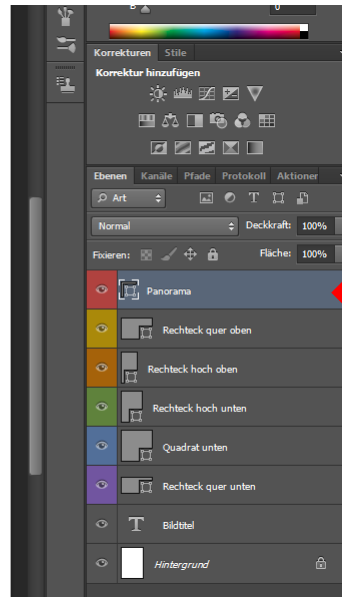 B
0
Korrekturen Stile
Korrektur hinzufügen
Ebenen Kanäle Pfade Protokoll Aktionen
Art T
Normal Deckkraft: 100%
Fixieren: Fläche: 100%
Panorama
Rechteck quer oben
Rechteck hoch oben
Rechteck hoch unten
Quadrat unten
Rechteck quer unten
T Bildtitel
Hintergrund